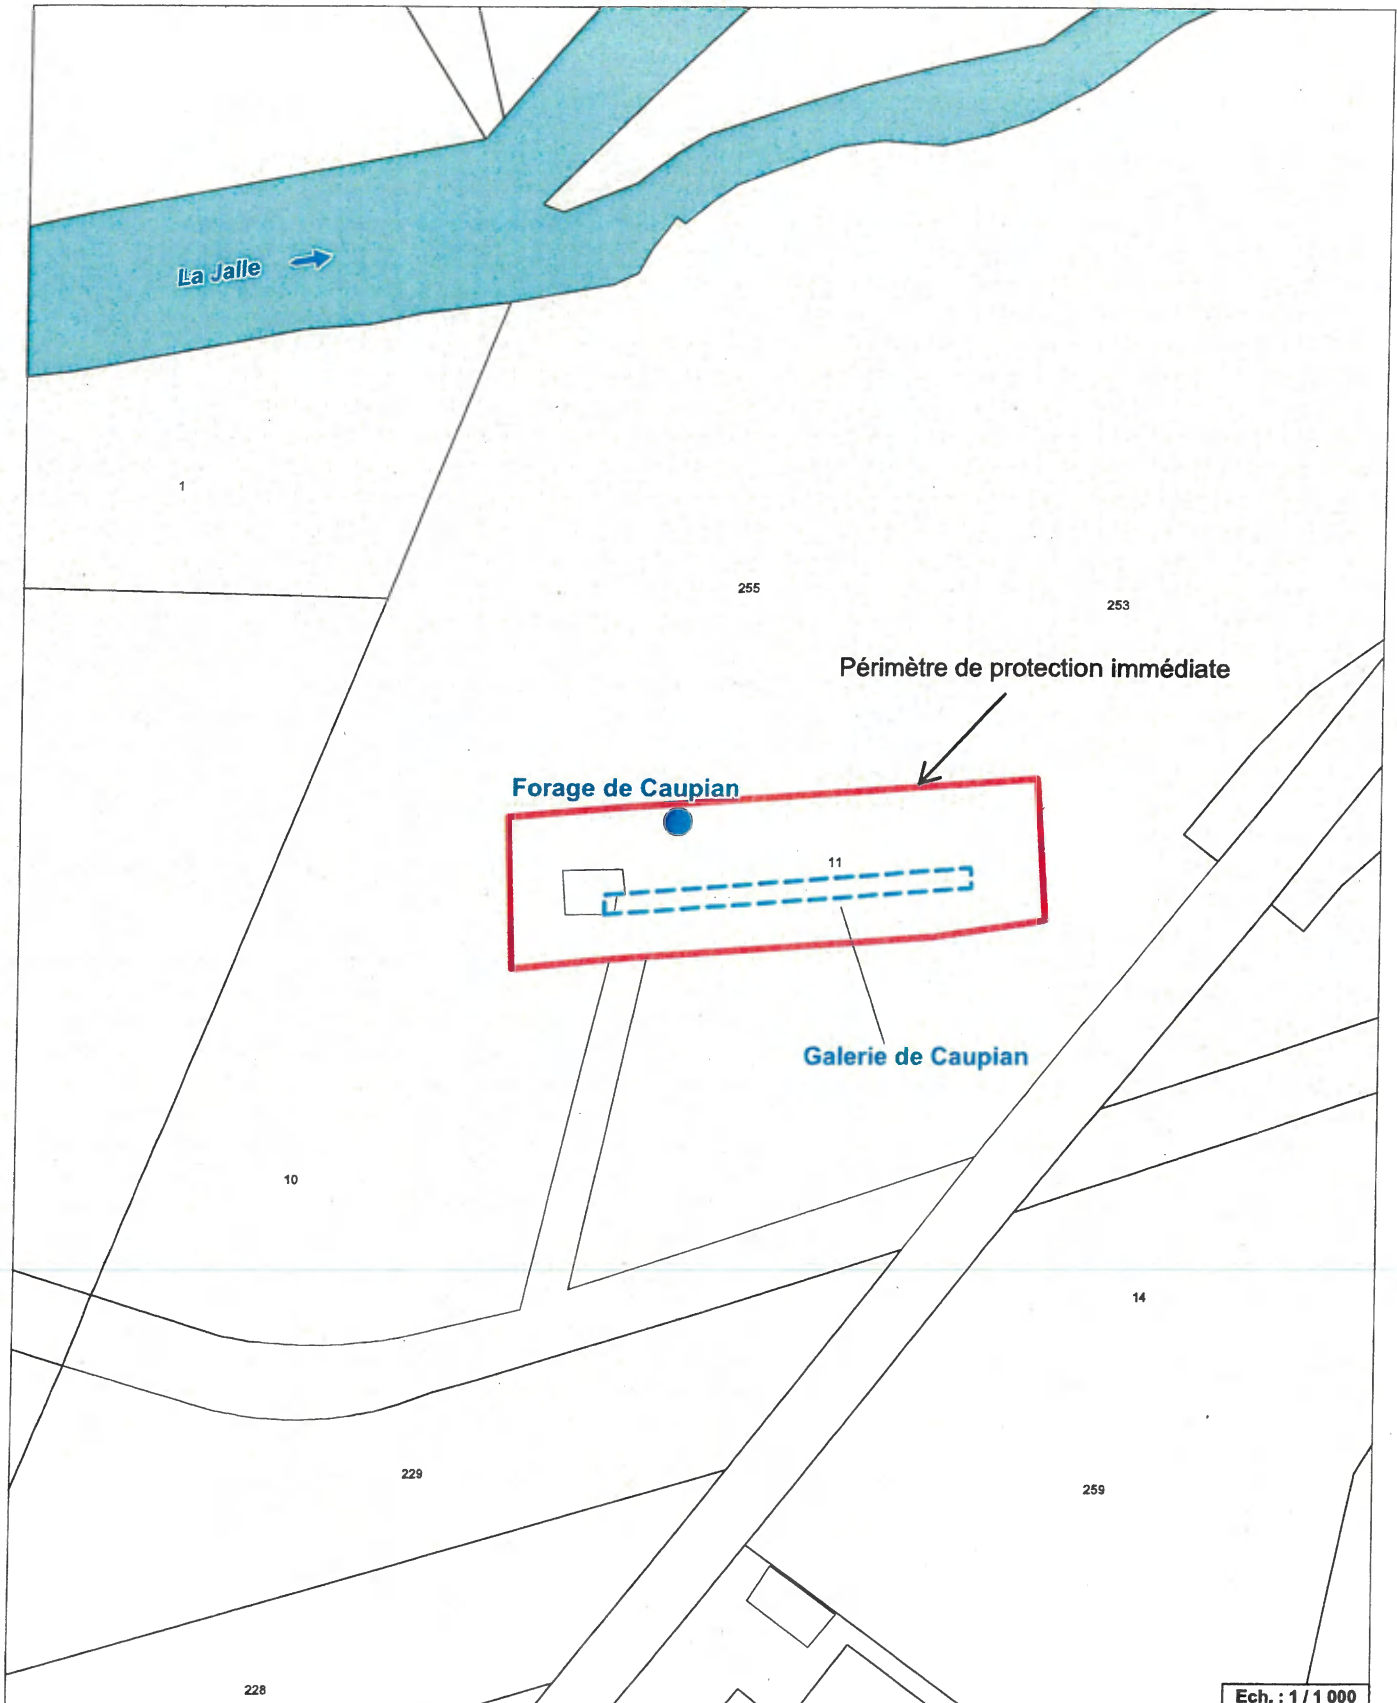 La Jalle
1
255
253
Périmètre de protection immédiate
Forage de Caupian
11
Galerie de Caupian
10
14
229
259
228
Ech. : 1 / 1 000